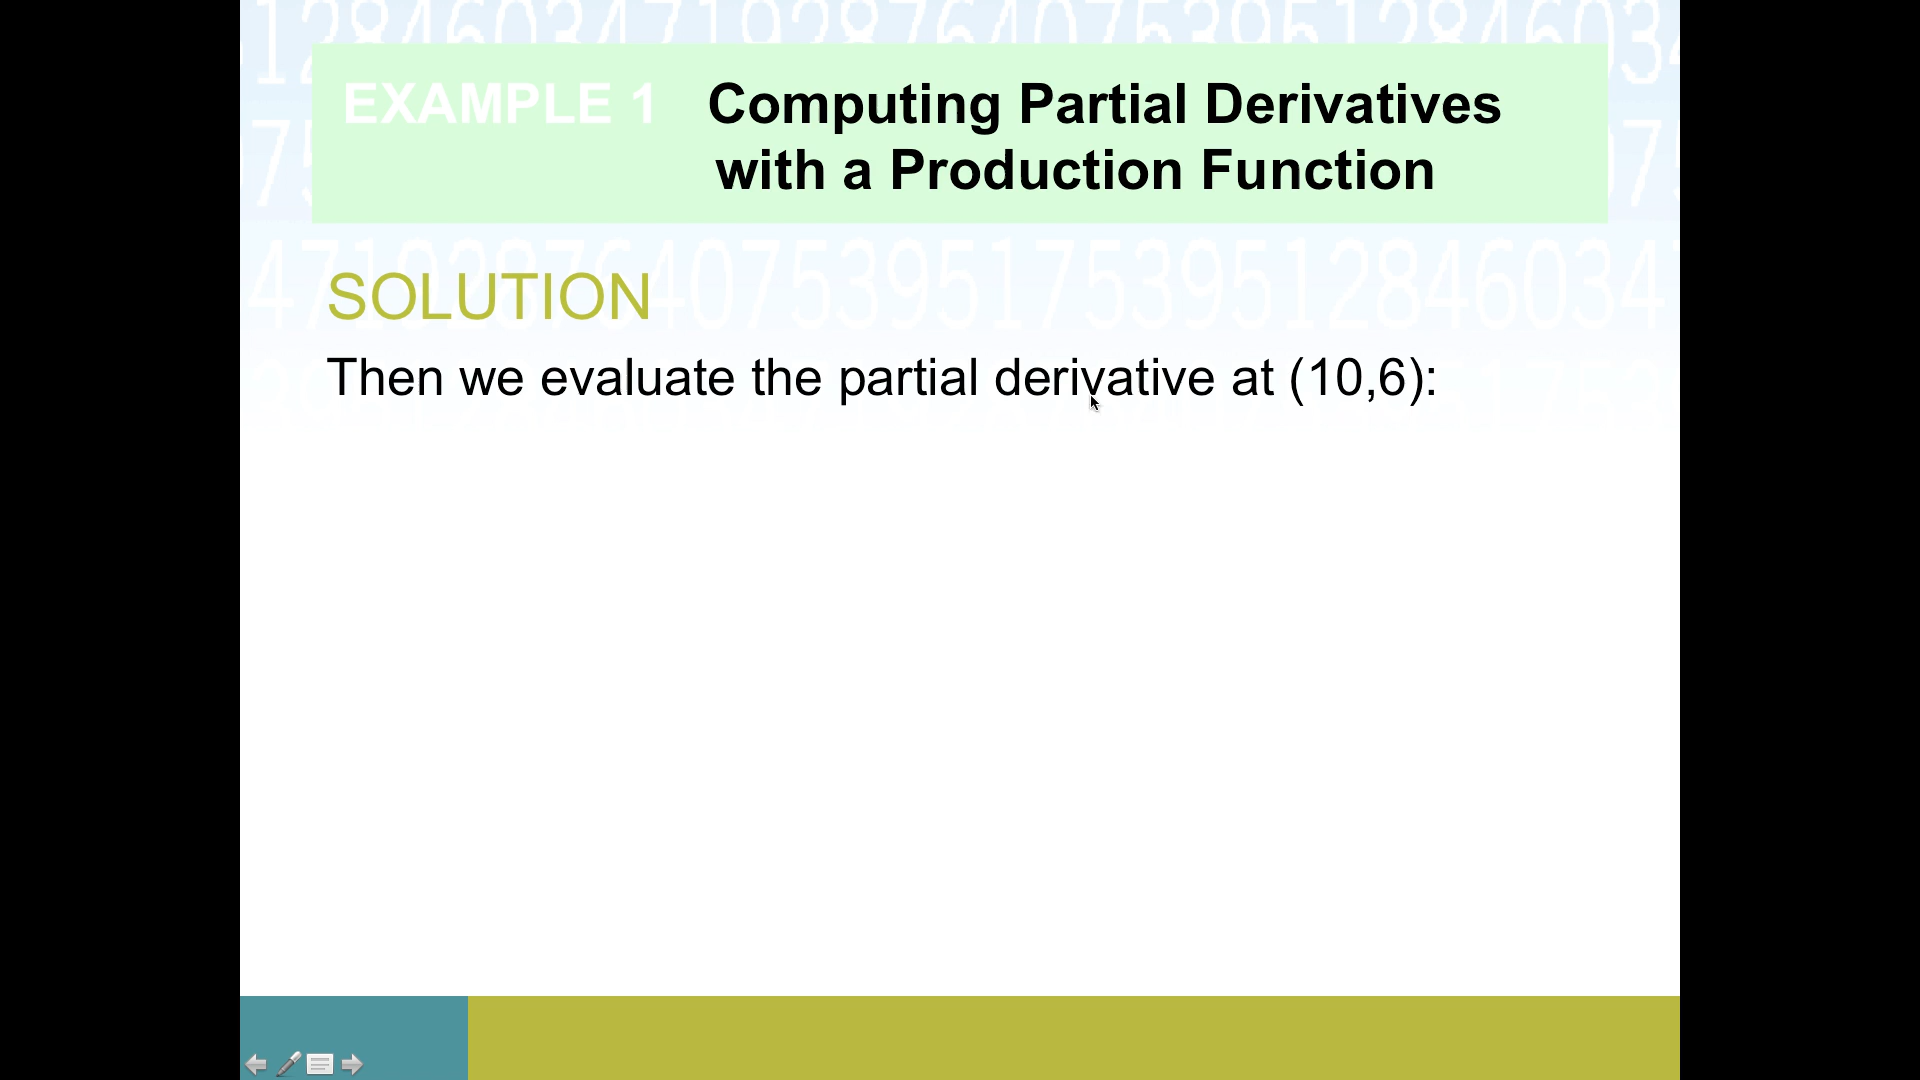 EXAMPLE 1 Computing Partial Derivatives
with a Production Function
SOLUTION
Then we evaluate the partial derivative at (10,6):